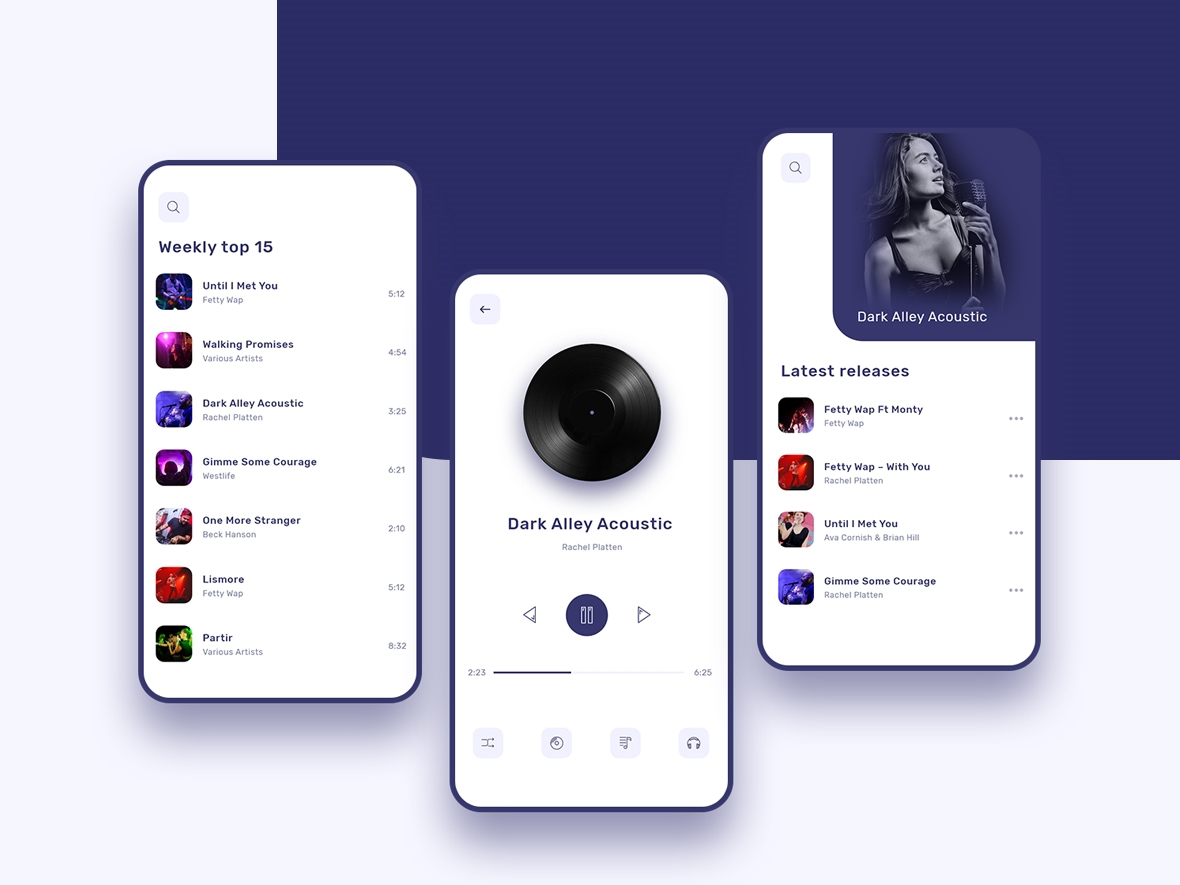 Weekly top 15
Until I Met You
Fetty Wap
5:12
Walking Promises
Various Artists
4:54
Dark Alley Acoustic
Rachel Platten
3:25
Gimme Some Courage
Westlife
6:21
One More Stranger
Beck Hanson
2:10
Lismore
Fetty Wap
5:12
Partir
Various Artists
8:32
Dark Alley Acoustic
Rachel Platten
2:23
6:25
Dark Alley Acoustic
Latest releases
Fetty Wap Ft Monty
Fetty Wap
Fetty Wap – With You
Rachel Platten
Until I Met You
Ava Cornish & Brian Hill
Gimme Some Courage
Rachel Platten